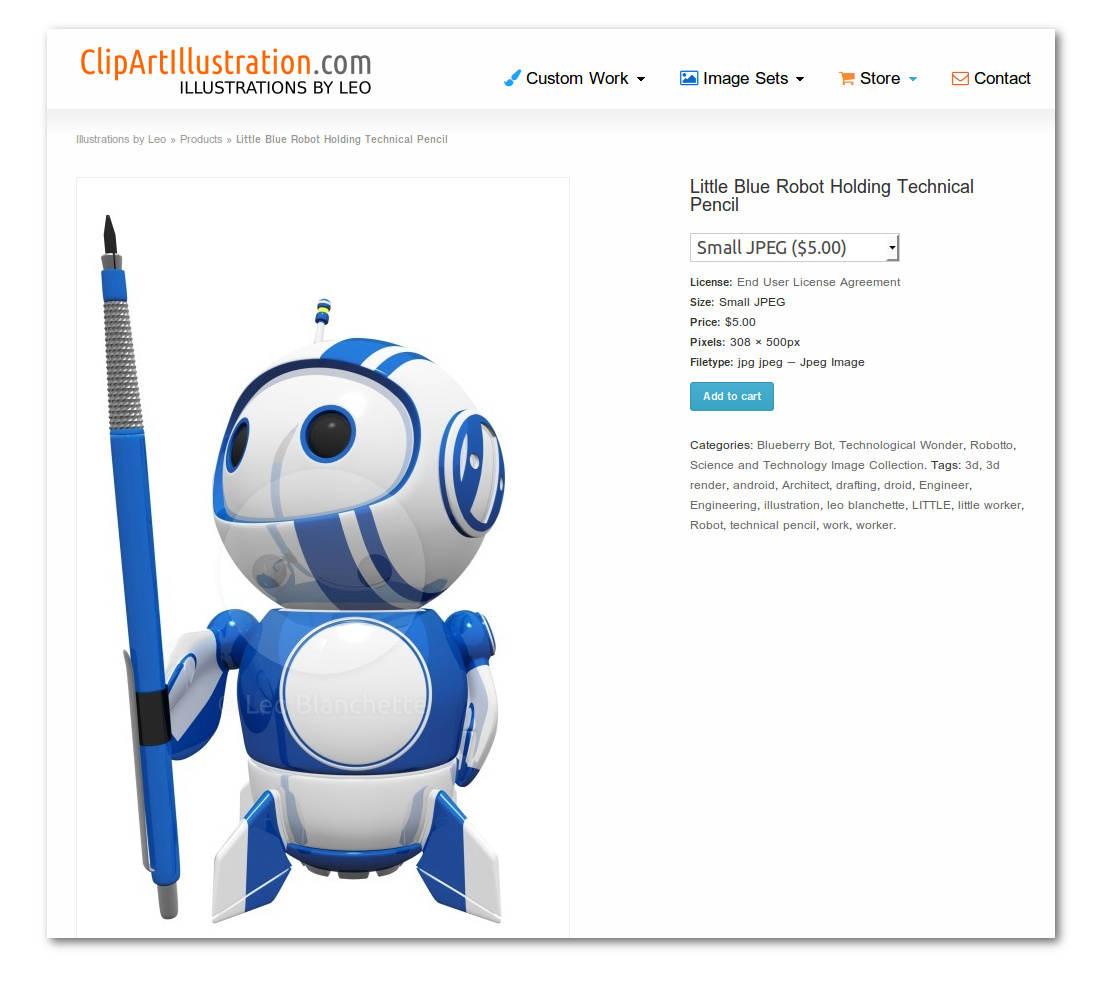 ClipArtIllustration.com
ILLUSTRATIONS BY LEO
Custom Work
Image Sets
Store
Contact
Illustrations by Leo » Products » Little Blue Robot Holding Technical Pencil
Little Blue Robot Holding Technical
Pencil
Small JPEG ($5.00)
License: End User License Agreement
Size: Small JPEG
Price: $5.00
Pixels: 308 × 500px
Filetype: jpg jpeg — Jpeg Image
Add to cart
Categories: Blueberry Bot, Technological Wonder, Robotto,
Science and Technology Image Collection. Tags: 3d, 3d
render, android, Architect, drafting, droid, Engineer,
Engineering, illustration, leo blanchette, LITTLE, little worker,
Robot, technical pencil, work, worker.
© Leo Blanchette